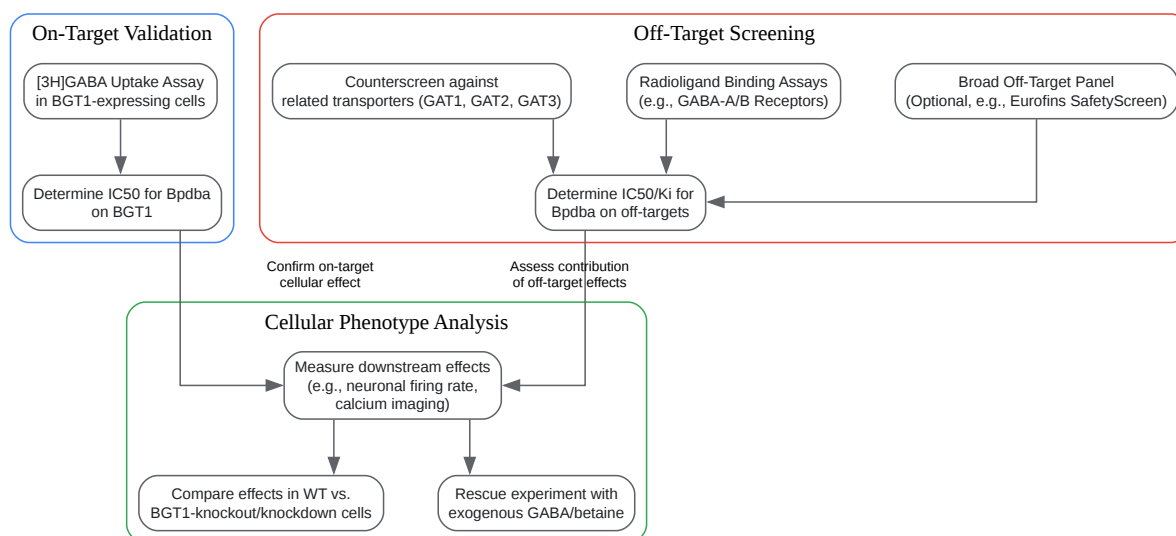 On-Target Validation
[3H]GABA Uptake Assay
in BGT1-expressing cells
Determine IC50 for Bpdba
on BGT1
Off-Target Screening
Counterscreen against
related transporters (GAT1, GAT2, GAT3)
Radioligand Binding Assays
(e.g., GABA-A/B Receptors)
Broad Off-Target Panel
(Optional, e.g., Eurofins SafetyScreen)
Determine IC50/Ki for
Bpdba on off-targets
Confirm on-target
cellular effect
Assess contribution
of off-target effects
Cellular Phenotype Analysis
Measure downstream effects
(e.g., neuronal firing rate,
calcium imaging)
Compare effects in WT vs.
BGT1-knockout/knockdown cells
Rescue experiment with
exogenous GABA/betaine